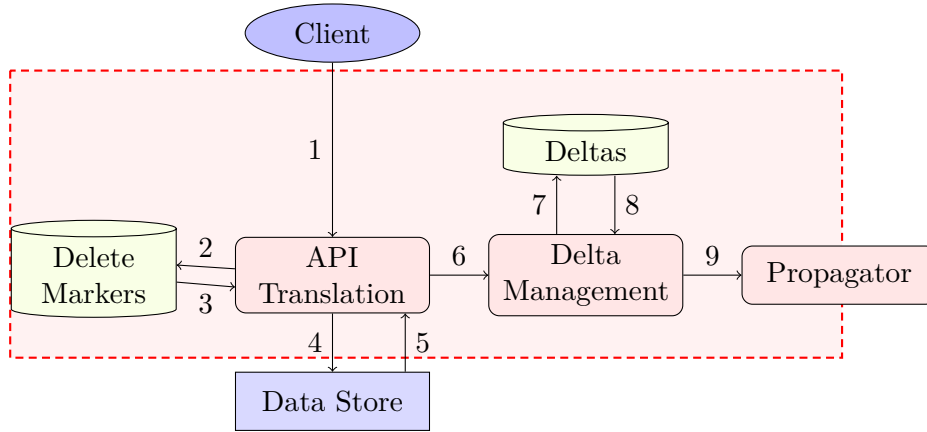 Client
1
Deltas
7
8
Delete
Markers
2
3
API
Translation
6
Delta
Management
9
Propagator
4
5
Data Store